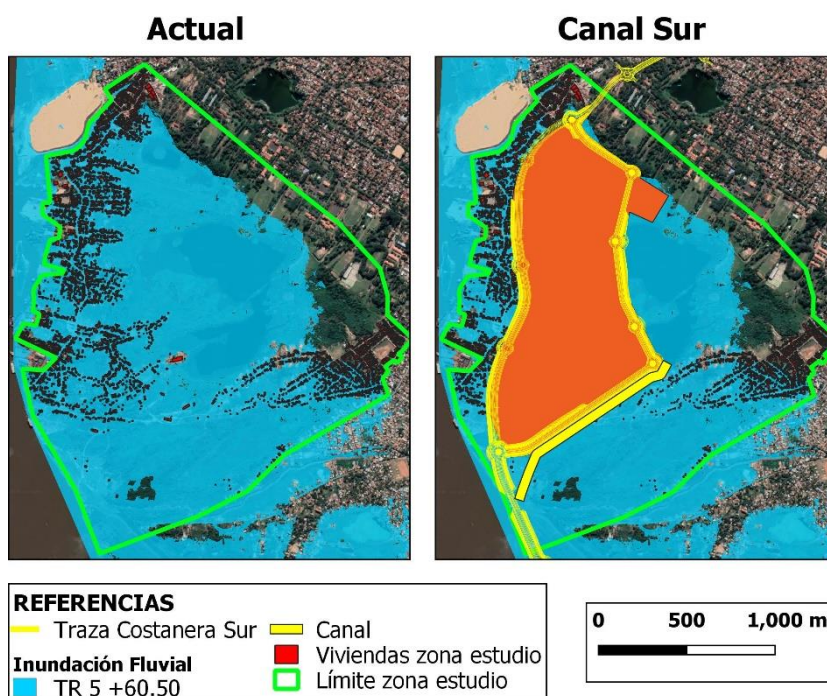 Actual
Canal Sur
REFERENCIAS
Traza Costanera Sur
Canal
Inundación Fluvial
Viviendas zona estudio
TR 5 +60.50
Límite zona estudio
0 500 1,000 m